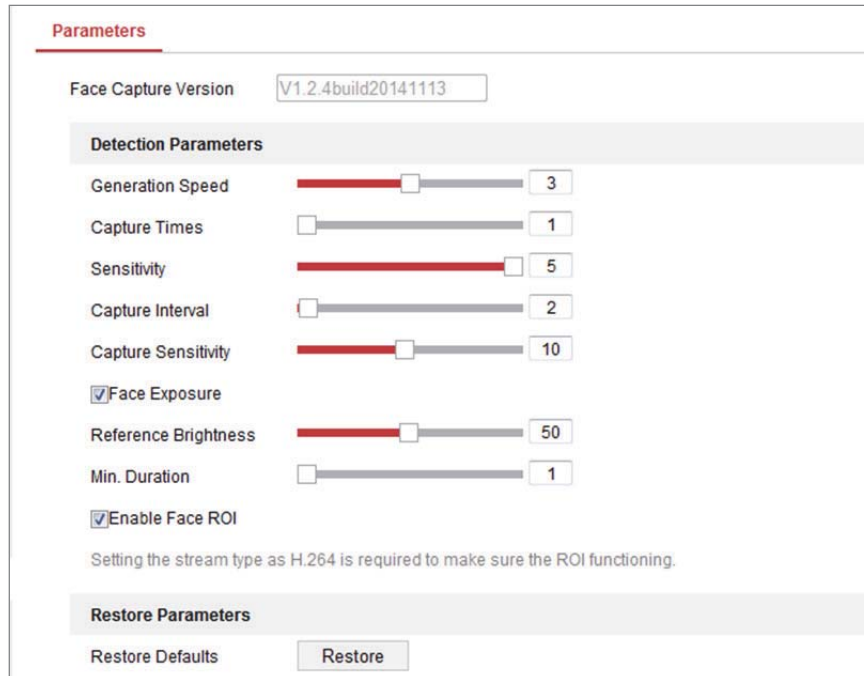 Parameters
Face Capture Version V1.2.4build20141113
Detection Parameters
Generation Speed 3
Capture Times 1
Sensitivity 5
Capture Interval 2
Capture Sensitivity 10
Face Exposure
Reference Brightness 50
Min. Duration 1
Enable Face ROI
Setting the stream type as H.264 is required to make sure the ROI functioning.
Restore Parameters
Restore Defaults Restore